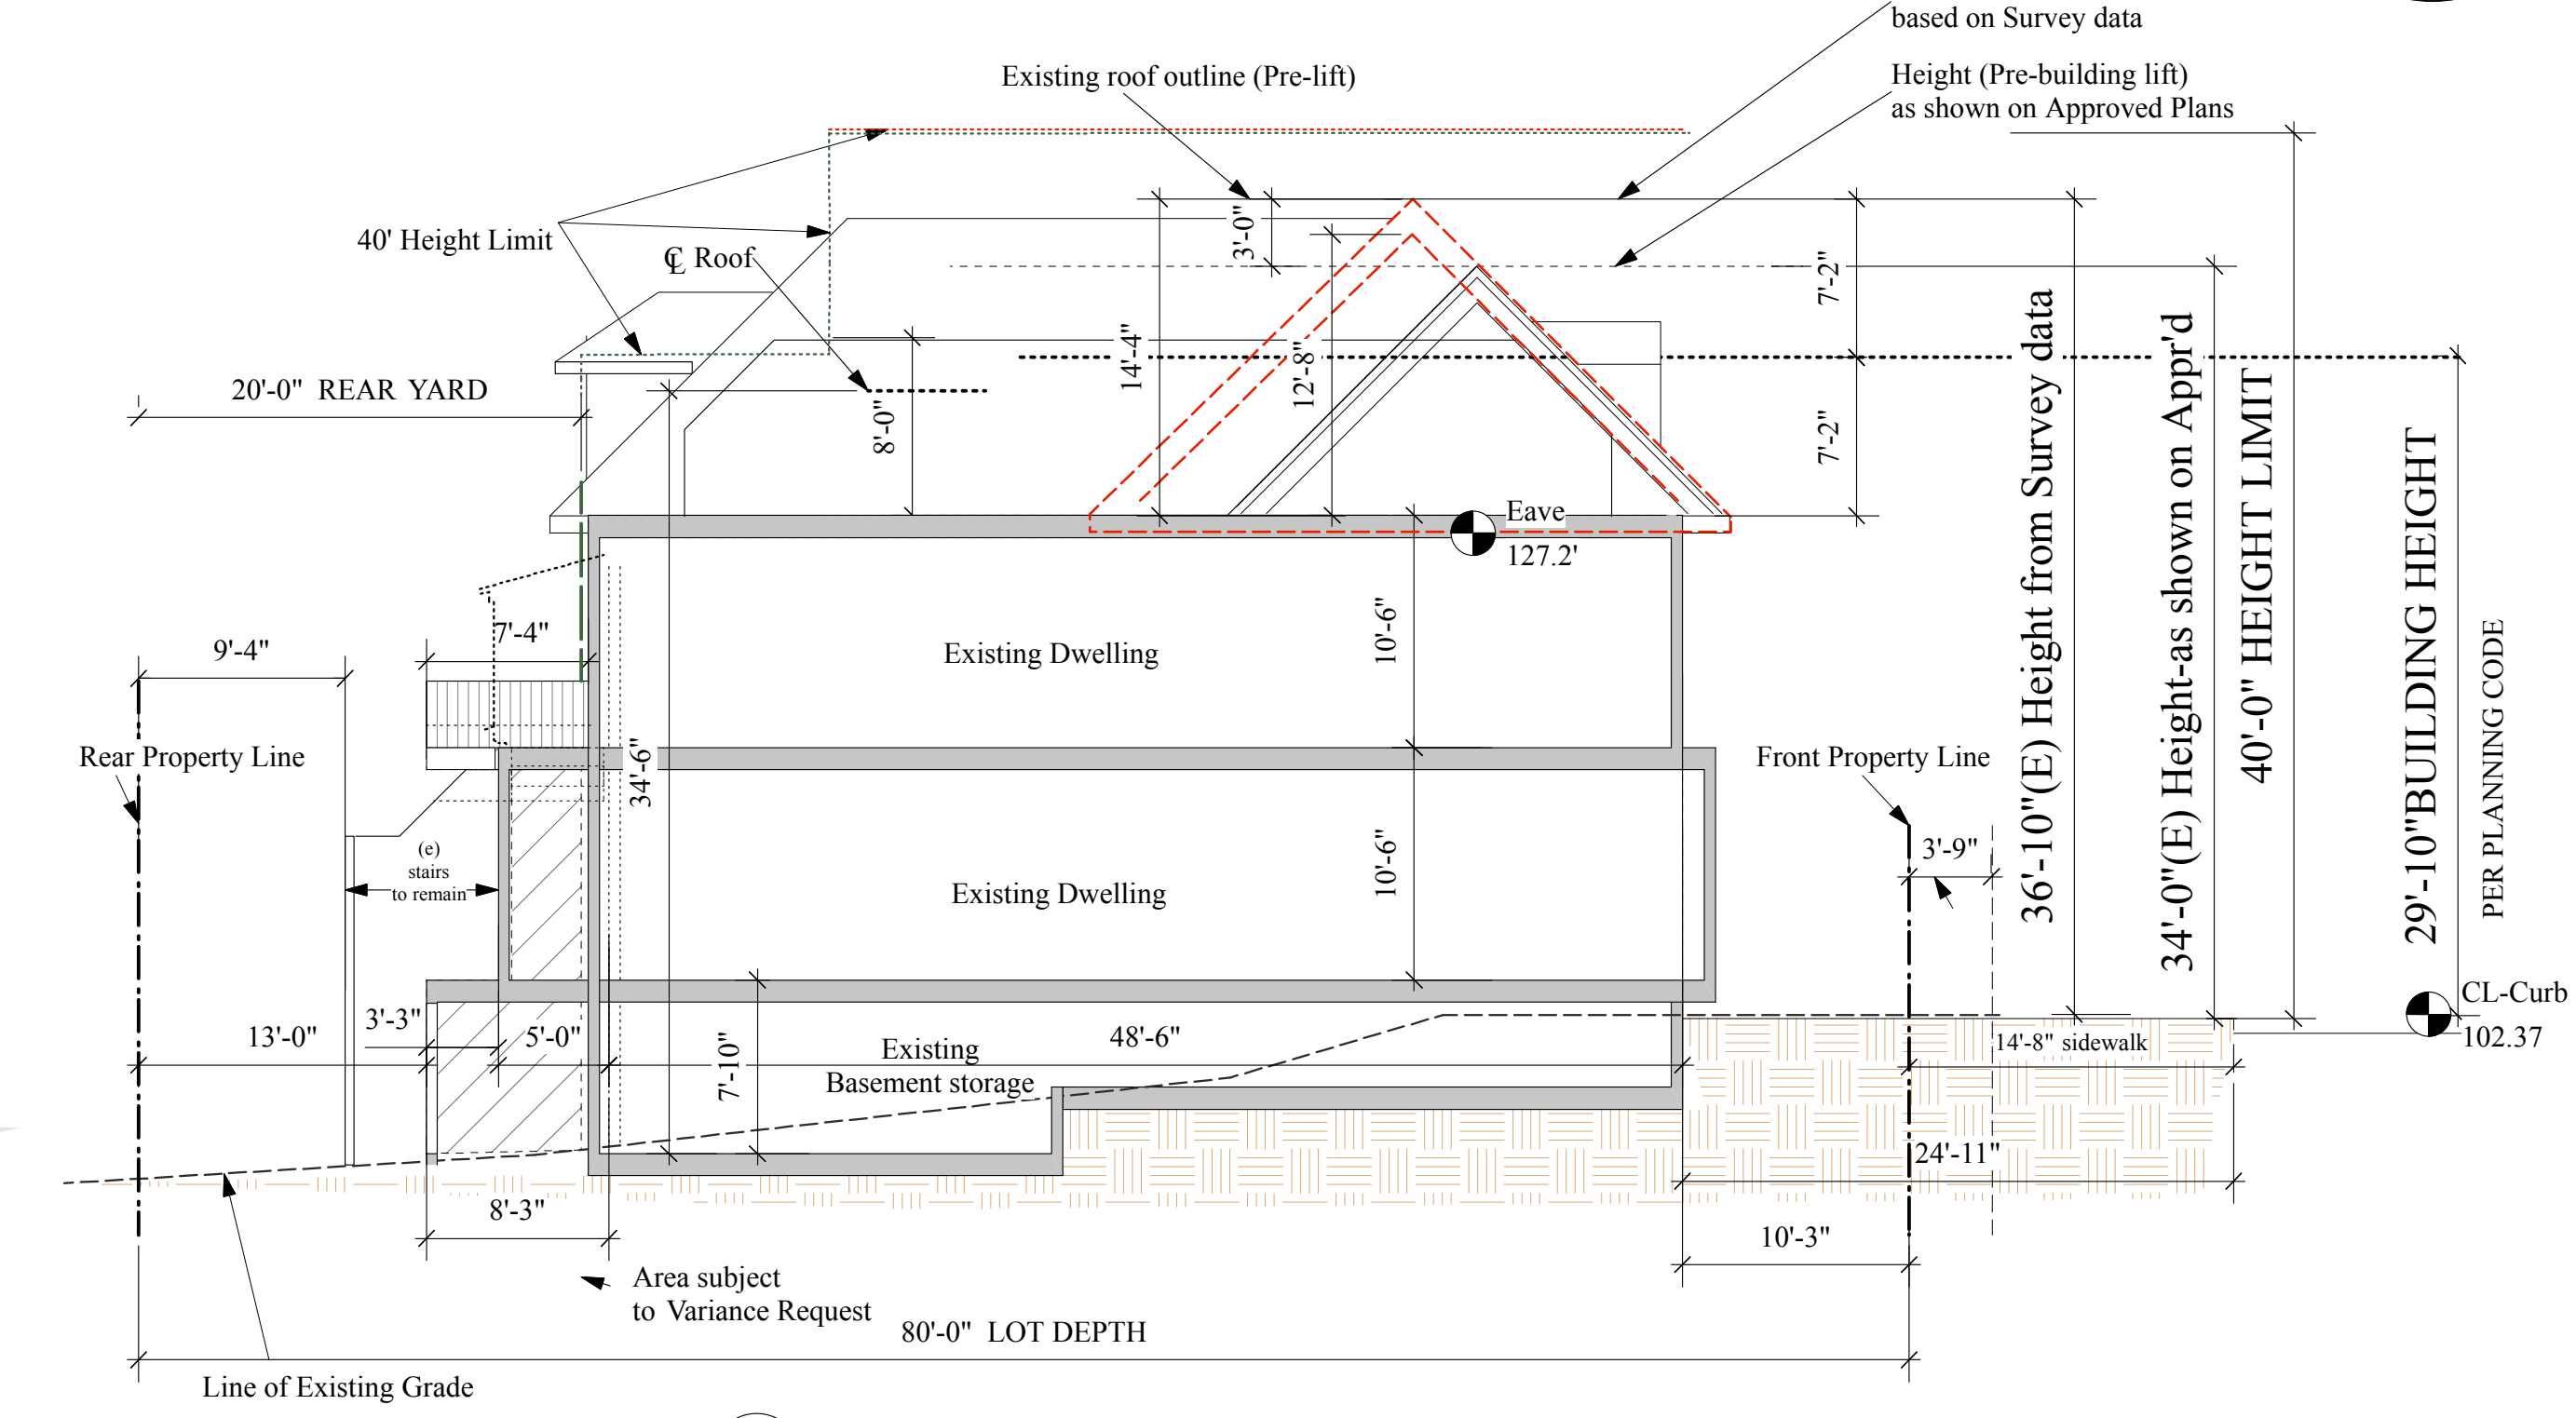 based on Survey data
Existing roof outline (Pre-lift)
Height (Pre-building lift)
as shown on Approved Plans
40' Height Limit
℄ Roof
3'-0"
7'-2"
14'-4"
12'-8"
20'-0" REAR YARD
8'-0"
7'-2"
Eave
127.2'
36'-10"(E) Height from Survey data
34'-0"(E) Height-as shown on Appr'd
40'-0" HEIGHT LIMIT
29'-10"BUILDING HEIGHT
PER PLANNING CODE
7'-4"
9'-4"
10'-6"
Existing Dwelling
Rear Property Line
34'-6"
Front Property Line
(e)
stairs
to remain
10'-6"
Existing Dwelling
3'-9"
CL-Curb
102.37
3'-3"
13'-0"
5'-0"
7'-10"
Existing
Basement storage
48'-6"
14'-8" sidewalk
24'-11"
8'-3"
10'-3"
Area subject
to Variance Request
80'-0" LOT DEPTH
Line of Existing Grade